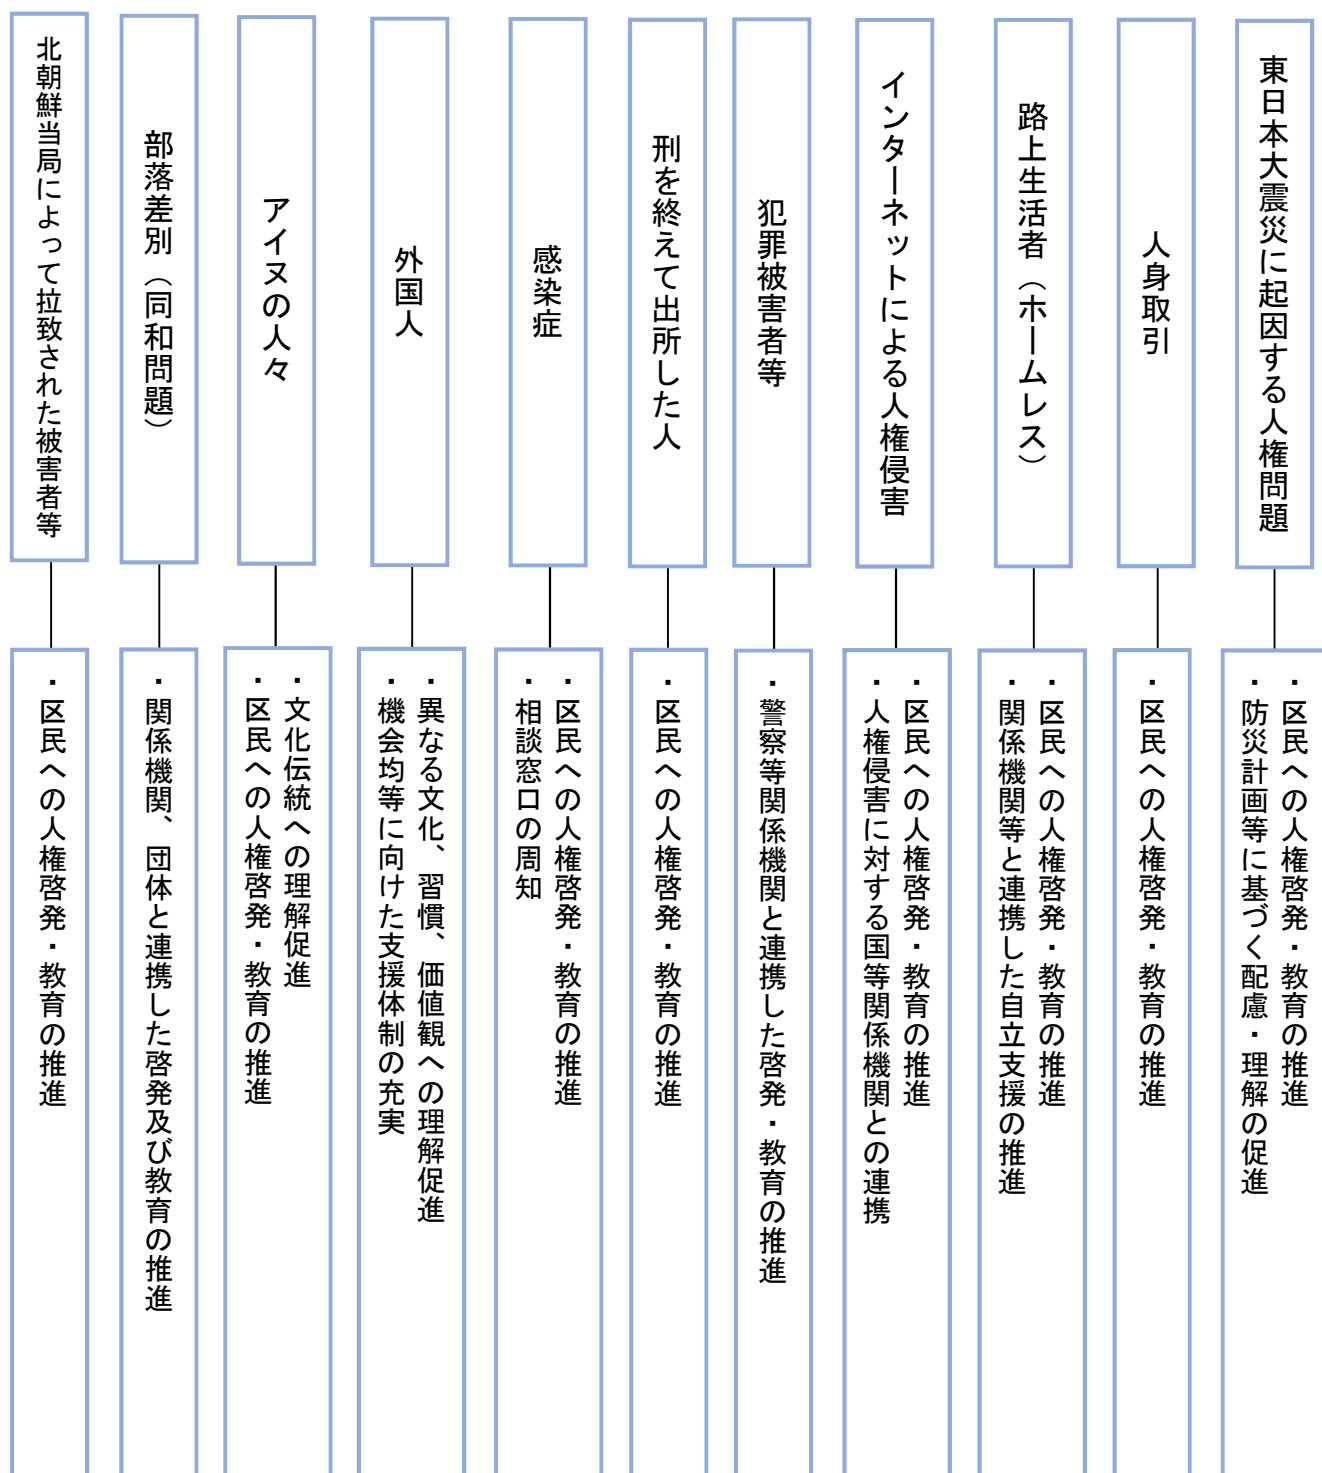 東日本大震災に起因する人権問題
・区民への人権啓発・教育の推進
・防災計画等に基づく配慮・理解の促進
人身取引
・区民への人権啓発・教育の推進
路上生活者（ホームレス）
・区民への人権啓発・教育の推進
・関係機関等と連携した自立支援の推進
インターネットによる人権侵害
・区民への人権啓発・教育の推進
・人権侵害に対する国等関係機関との連携
犯罪被害者等
・警察等関係機関と連携した啓発・教育の推進
刑を終えて出所した人
・区民への人権啓発・教育の推進
感染症
・区民への人権啓発・教育の推進
・相談窓口の周知
外国人
・異なる文化、習慣、価値観への理解促進
・機会均等に向けた支援体制の充実
アイヌの人々
・文化伝統への理解促進
・区民への人権啓発・教育の推進
部落差別（同和問題）
・関係機関、団体と連携した啓発及び教育の推進
北朝鮮当局によって拉致された被害者等
・区民への人権啓発・教育の推進